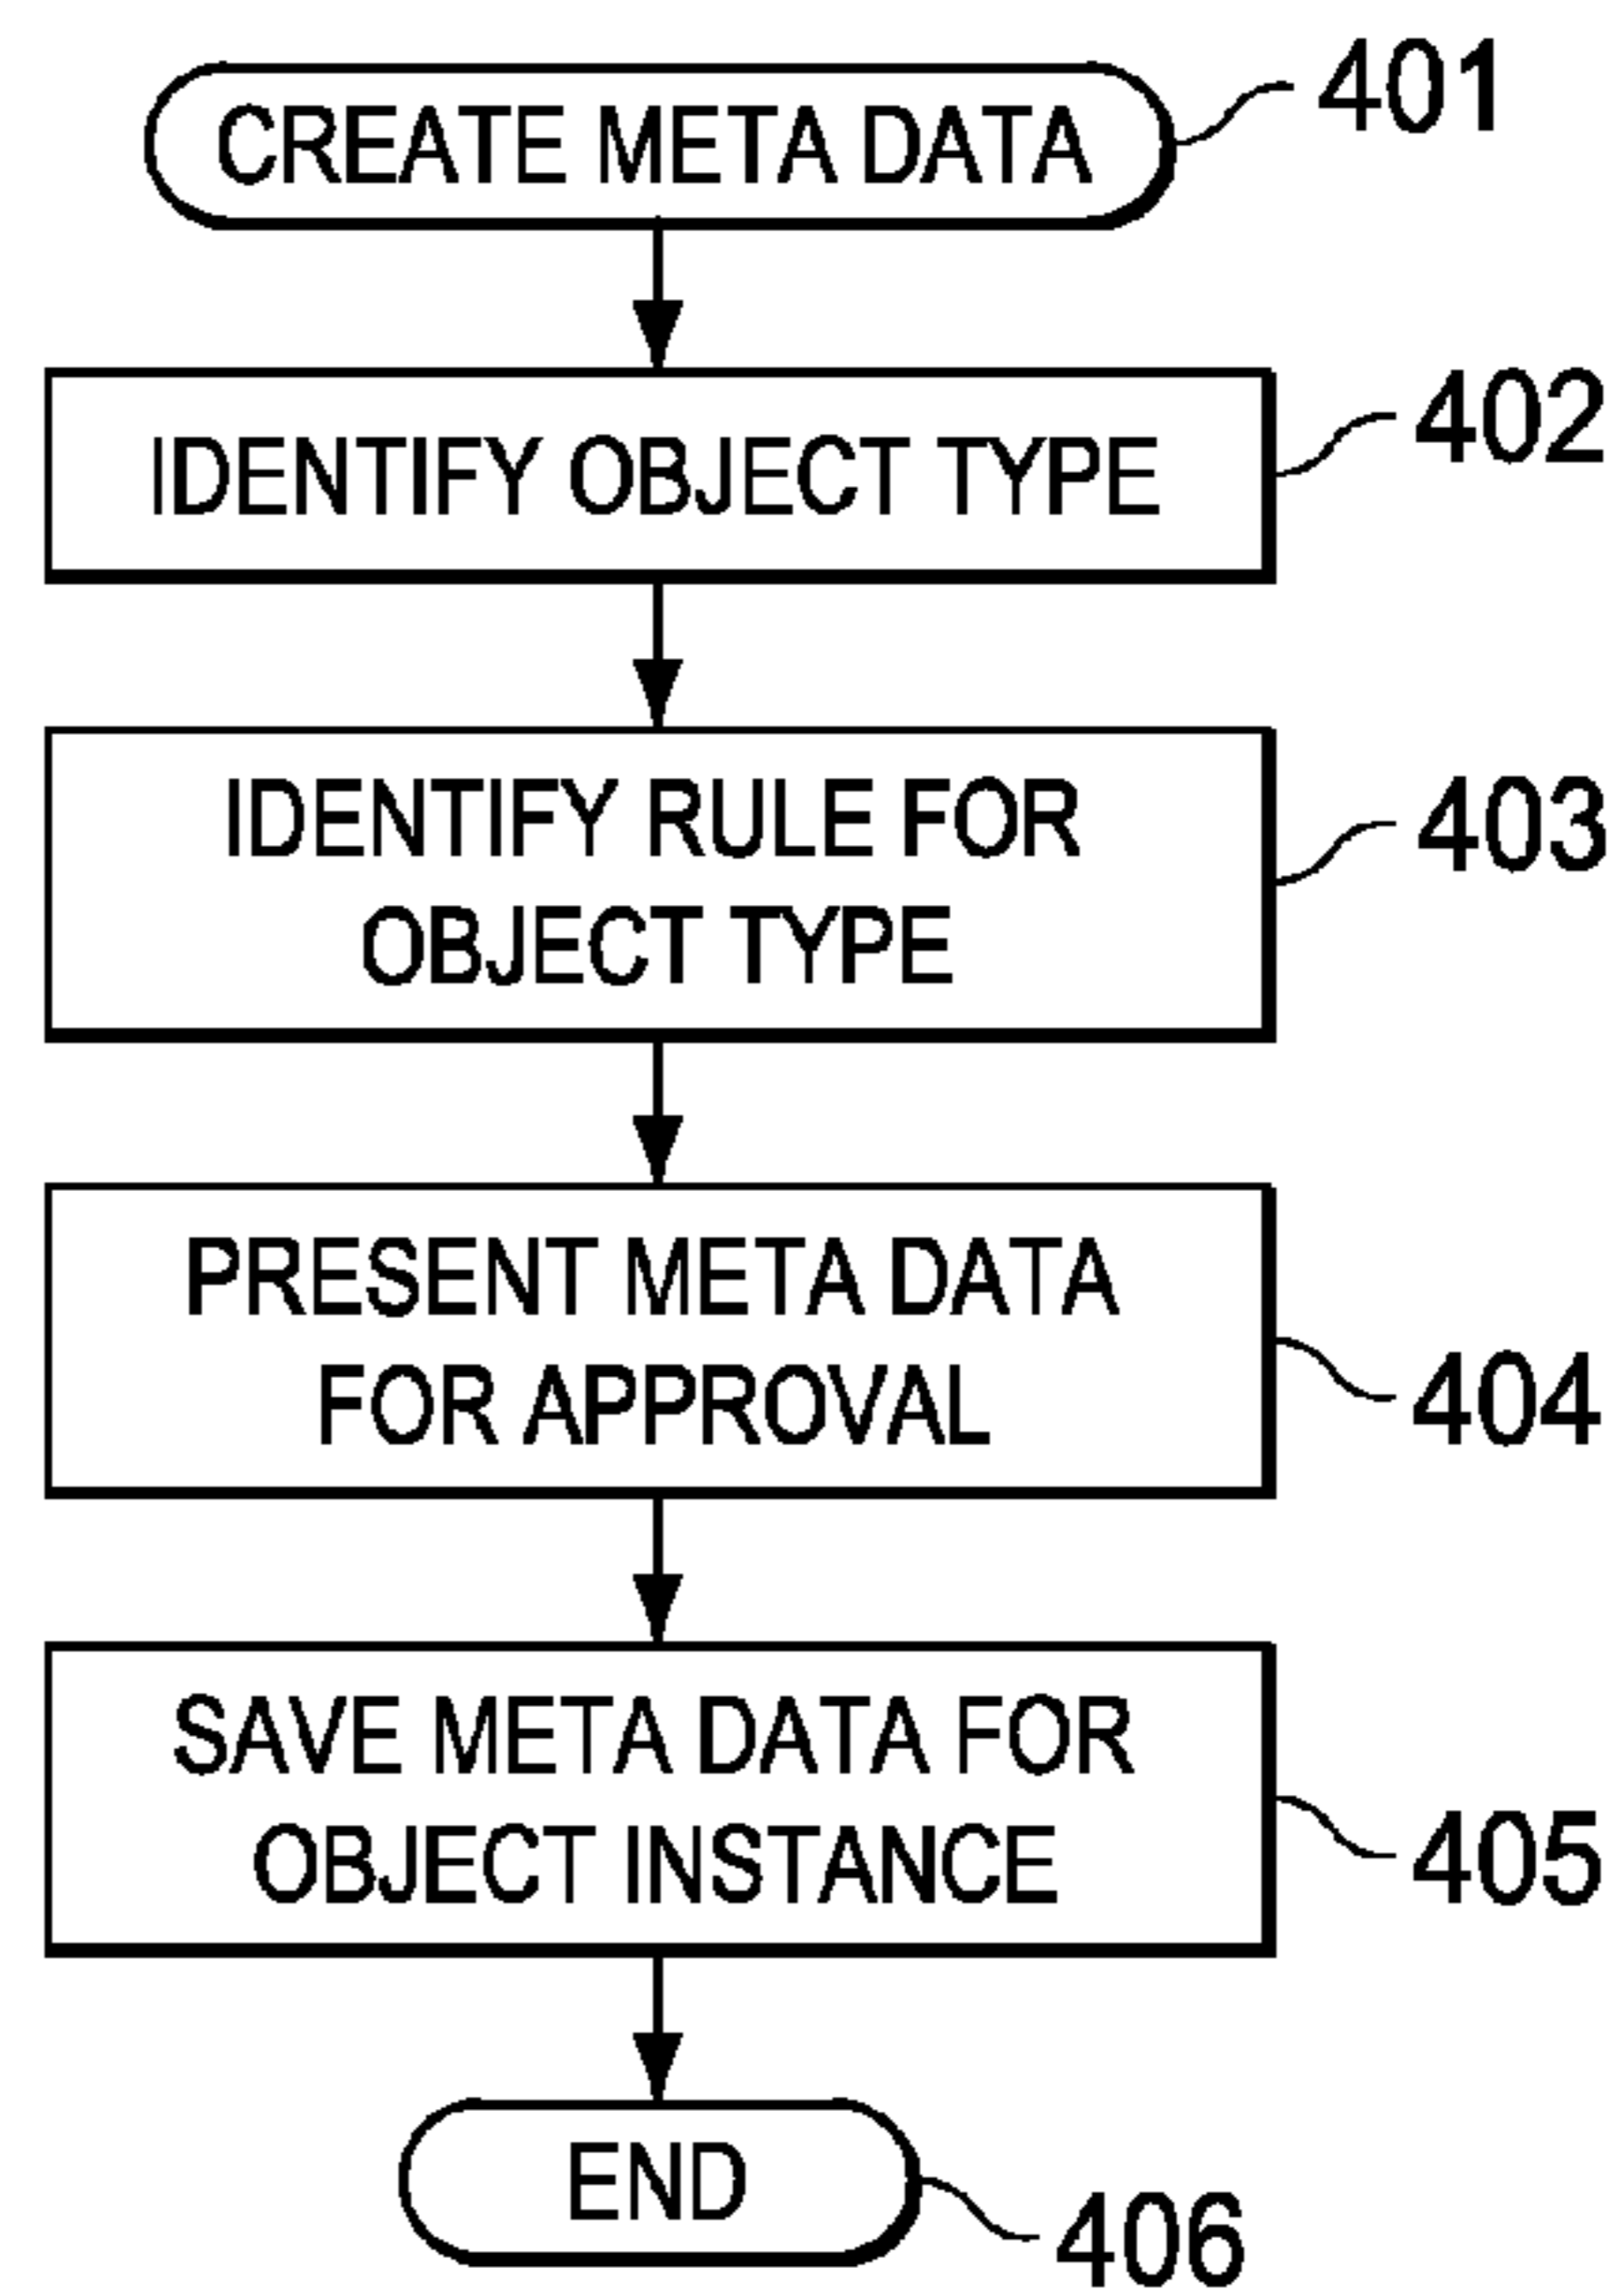 CREATE META DATA
401
IDENTIFY OBJECT TYPE
402
IDENTIFY RULE FOR
OBJECT TYPE
403
PRESENT META DATA
FOR APPROVAL
404
SAVE META DATA FOR
OBJECT INSTANCE
405
END
406